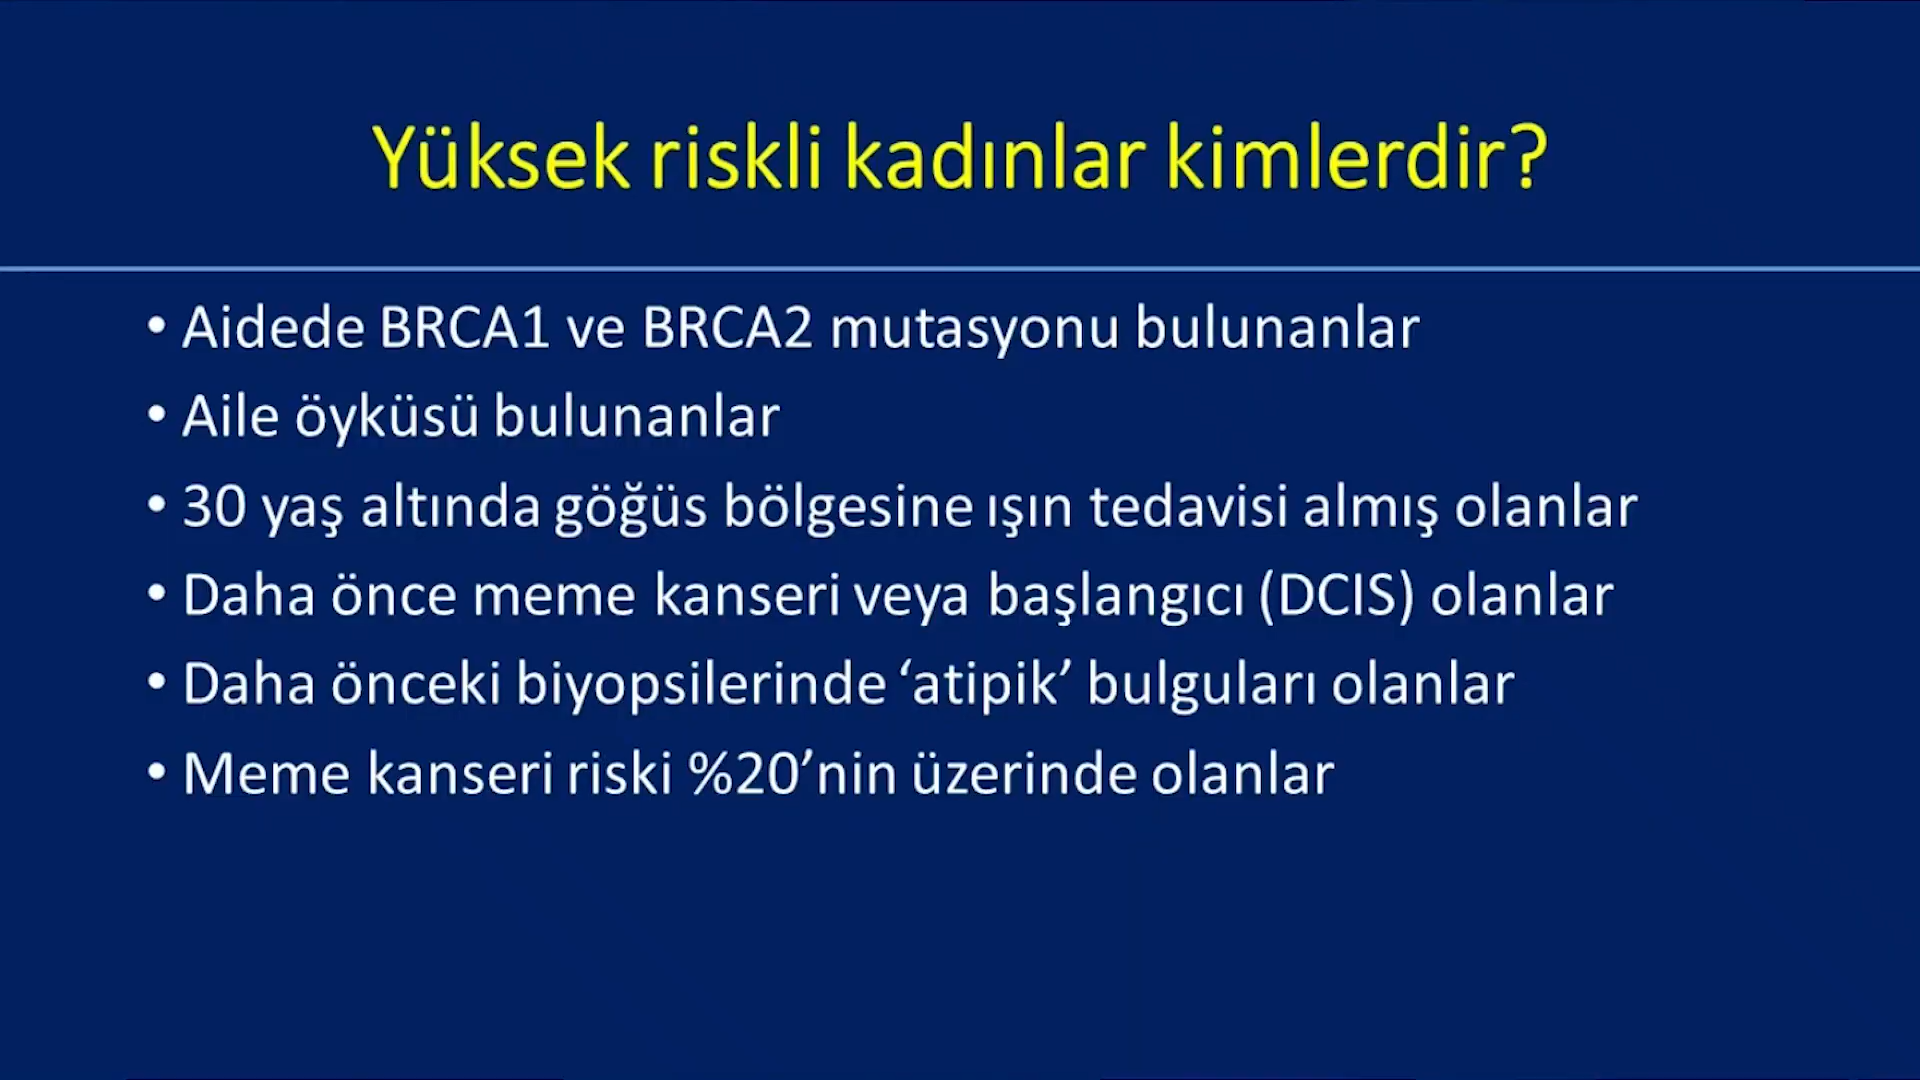 Yüksek riskli kadınlar kimlerdir?
• Aidede BRCA1 ve BRCA2 mutasyonu bulunanlar
• Aile öyküsü bulunanlar
• 30 yaş altında göğüs bölgesine ışın tedavisi almış olanlar
• Daha önce meme kanseri veya başlangıcı (DCIS) olanlar
• Daha önceki biyopsilerinde ‘atipik’ bulguları olanlar
• Meme kanseri riski %20’nin üzerinde olanlar